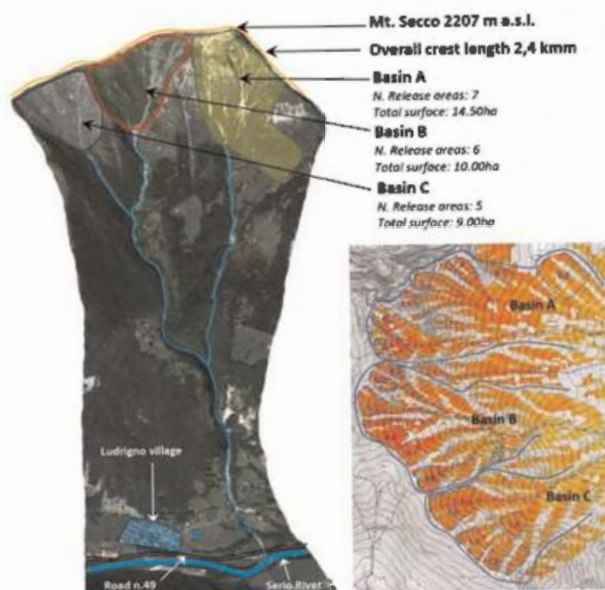 Mt. Secco 2207 m a.s.l.
Overall crest length 2,4 kmm
Basin A
N. Release areas: 7
Total surface: 14.50ha
Basin B
N. Release areas: 6
Total surface: 10.00ha
Basin C
N. Release areas: 5
Total surface: 9.00ha
Basin A
Basin B
Basin C
Ludrigno village
Road n.49
Serio River